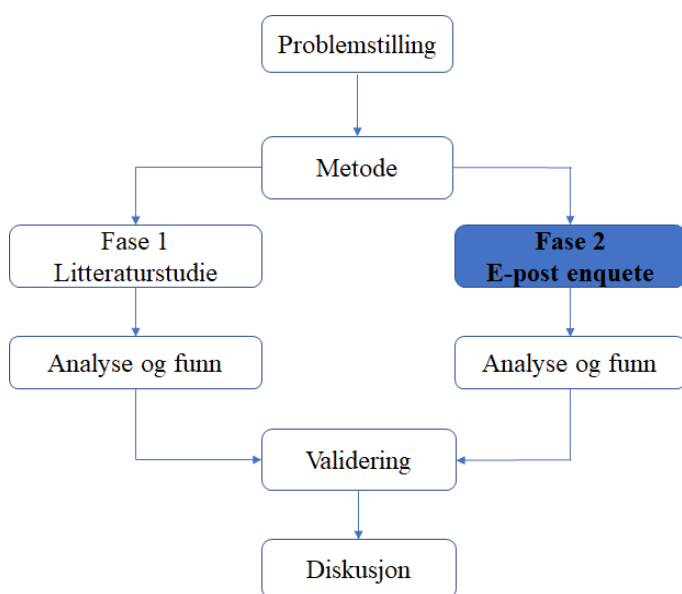 Problemstilling
Metode
Fase 1
Litteraturstudie
Fase 2
E-post enquete
Analyse og funn
Analyse og funn
Validering
Diskusjon